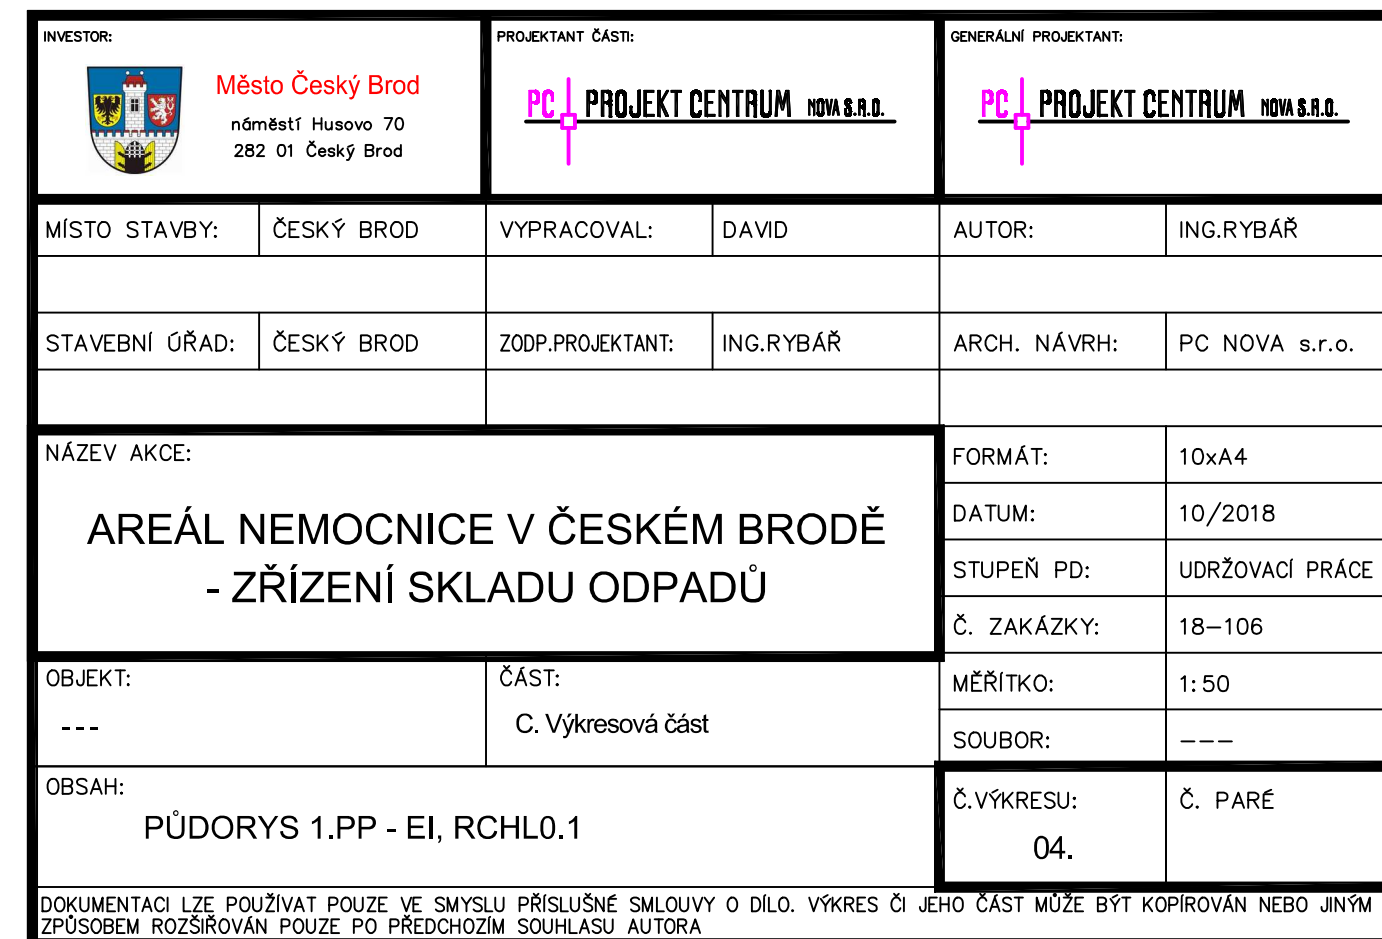 INVESTOR:
Město Český Brod
náměstí Husovo 70
282 01 Český Brod
PROJEKTANT ČÁSTI:
PC PROJEKT CENTRUM NOVA S.R.O.
GENERÁLNÍ PROJEKTANT:
PC PROJEKT CENTRUM NOVA S.R.O.
MÍSTO STAVBY: ČESKÝ BROD VYPRACOVAL: DAVID AUTOR: ING.RYBÁŘ
STAVEBNÍ ÚŘAD: ČESKÝ BROD ZODP.PROJEKTANT: ING.RYBÁŘ ARCH. NÁVRH: PC NOVA s.r.o.
NÁZEV AKCE:
AREÁL NEMOCNICE V ČESKÉM BRODĚ
- ZŘÍZENÍ SKLADU ODPADŮ
FORMÁT: 10xA4
DATUM: 10/2018
STUPEŇ PD: UDRŽOVACÍ PRÁCE
Č. ZAKÁZKY: 18-106
MĚŘÍTKO: 1:50
SOUBOR: ---
OBJEKT:
---
ČÁST:
C. Výkresová část
OBSAH:
PŮDORYS 1.PP - EI, RCHL0.1
Č.VÝKRESU:
04.
Č. PARÉ
DOKUMENTACI LZE POUŽÍVAT POUZE VE SMYSLU PŘÍSLUŠNÉ SMLOUVY O DÍLO. VÝKRES ČI JEHO ČÁST MŮŽE BÝT KOPÍROVÁN NEBO JINÝM
ZPŮSOBEM ROZŠIŘOVÁN POUZE PO PŘEDCHOZÍM SOUHLASU AUTORA